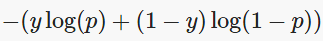 −(y log(p) + (1 − y) log(1 − p))